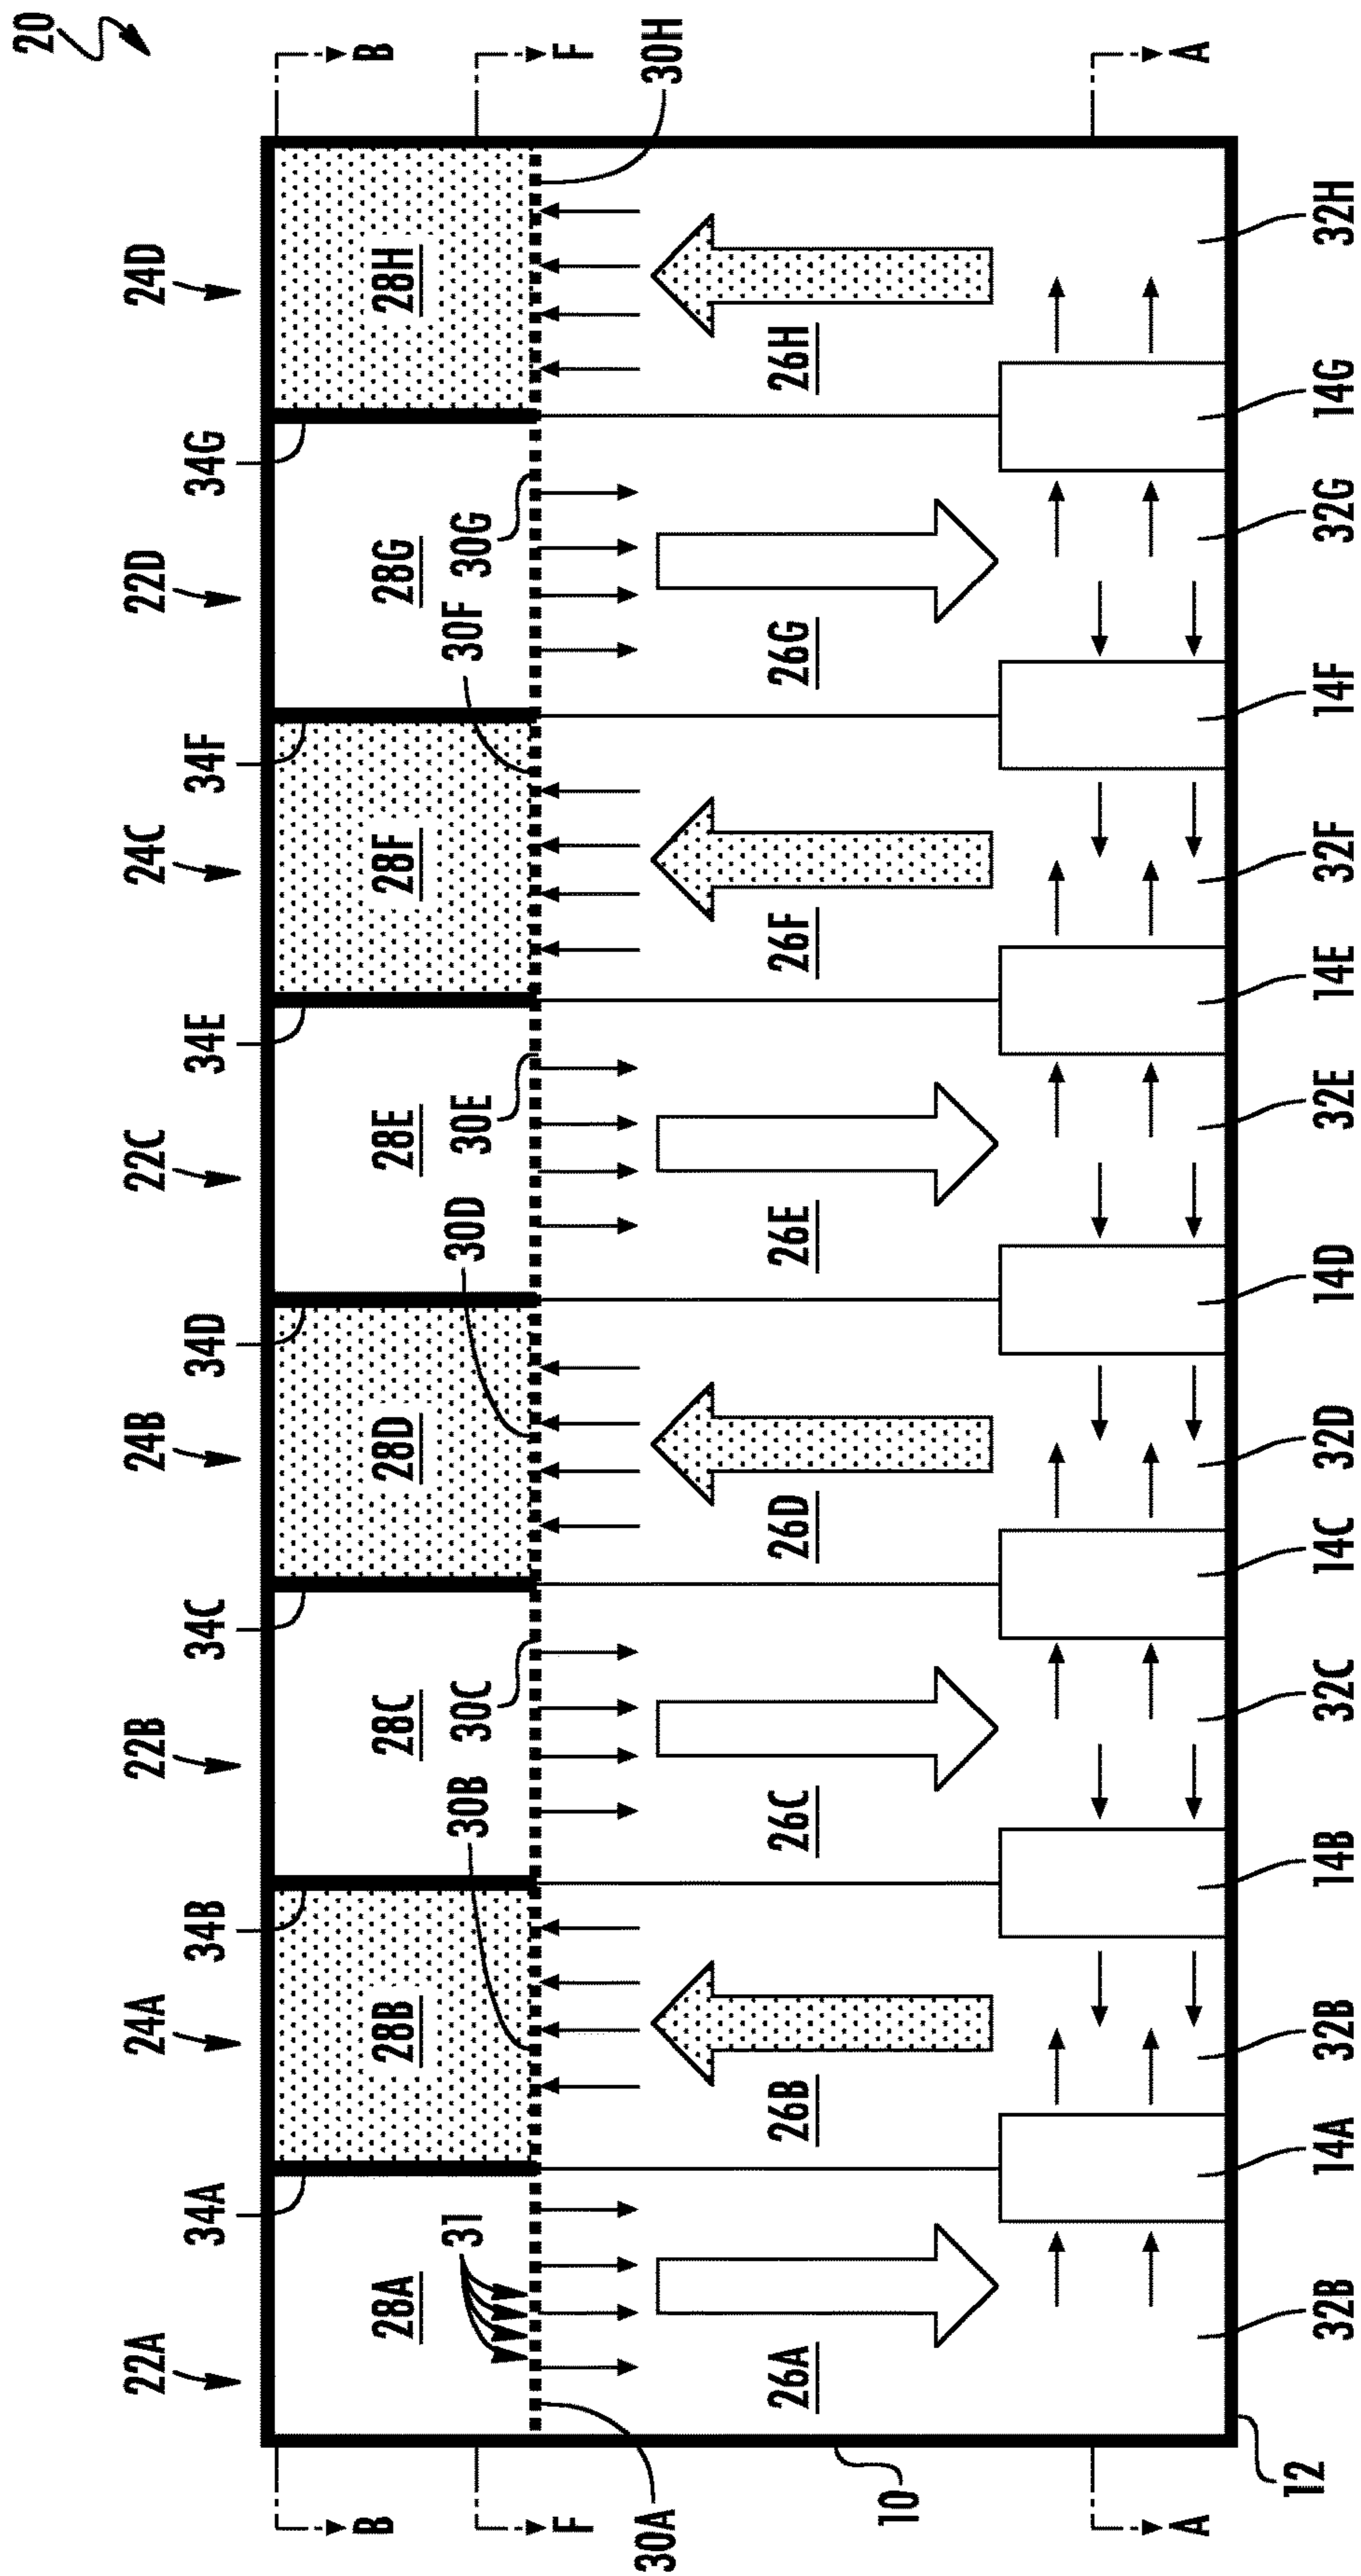 20
22A 24A 22B 24B 22C 24C 22D 24D
34A 34B 34C 34D 34E 34F 34G
B B
28A 28B 28C 28D 28E 28F 28G 28H
31 30B 30C 30D 30E 30F 30G
F F
30A 30H
26A 26B 26C 26D 26E 26F 26G 26H
10
A A
12
32B 14A 32B 14B 32C 14C 32D 14D 32E 14E 32F 14F 32G 14G 32H